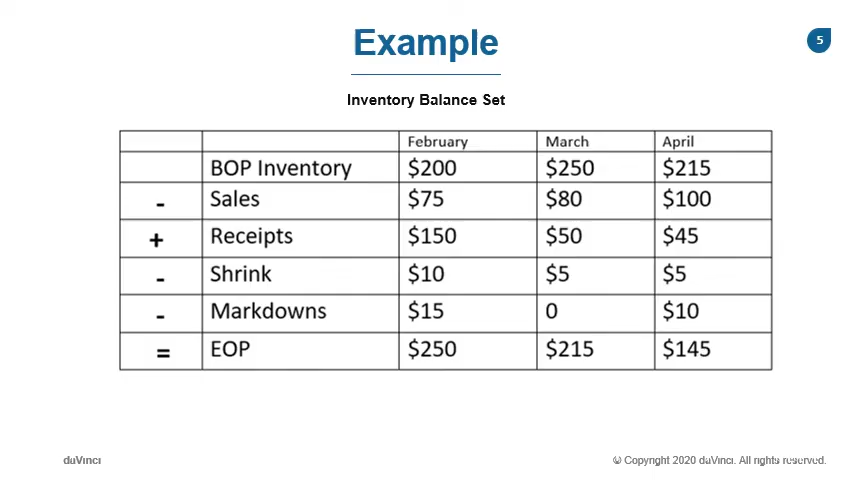 Example
5
Inventory Balance Set
February March April
BOP Inventory $200 $250 $215
- Sales $75 $80 $100
+ Receipts $150 $50 $45
- Shrink $10 $5 $5
- Markdowns $15 0 $10
= EOP $250 $215 $145
daVinci © Copyright 2020 daVinci. All rights reserved.